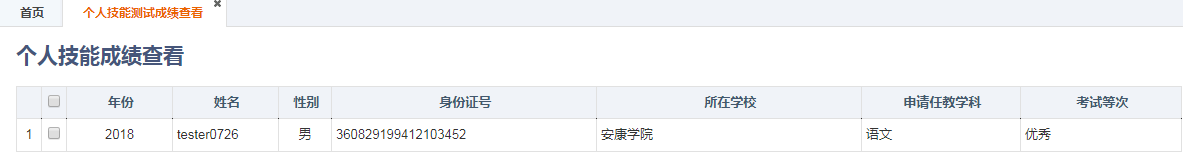 首页 个人技能测试成绩查看
个人技能成绩查看
年份 姓名 性别 身份证号 所在学校 申请任教学科 考试等次
1 2018 tester0726 男 360829199412103452 安康学院 语文 优秀